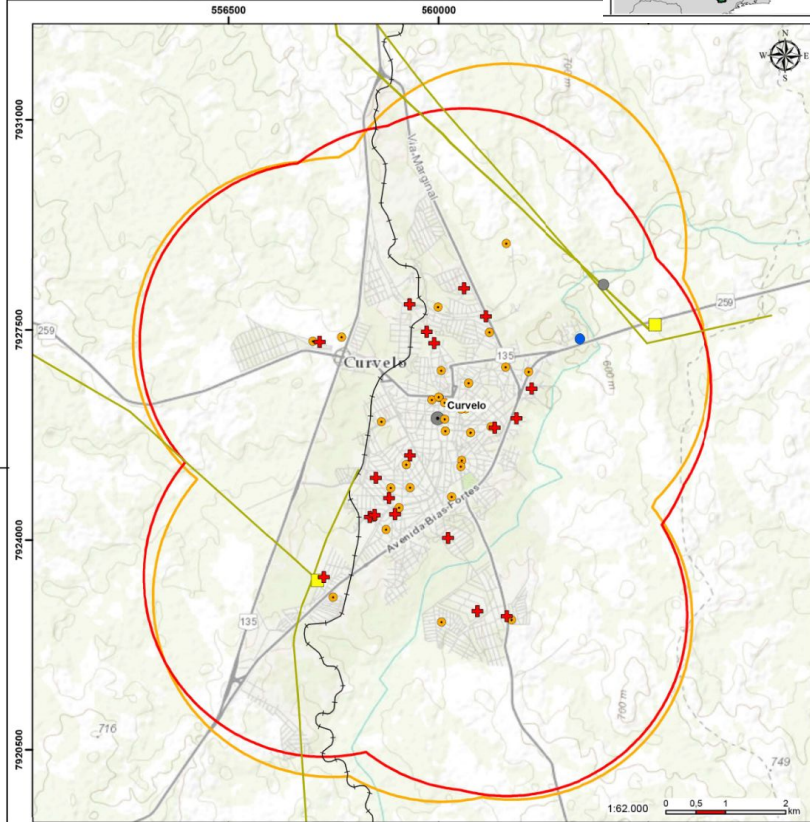 556500
560000
N
W
E
S
7931000
700 m
Via Marginal
259
7927500
259
135
Curvelo
600 m
Curvelo
Avenida Bias-Fortes
7924000
135
700 m
716
7920500
749
1:62.000
0 0,5 1 2
km